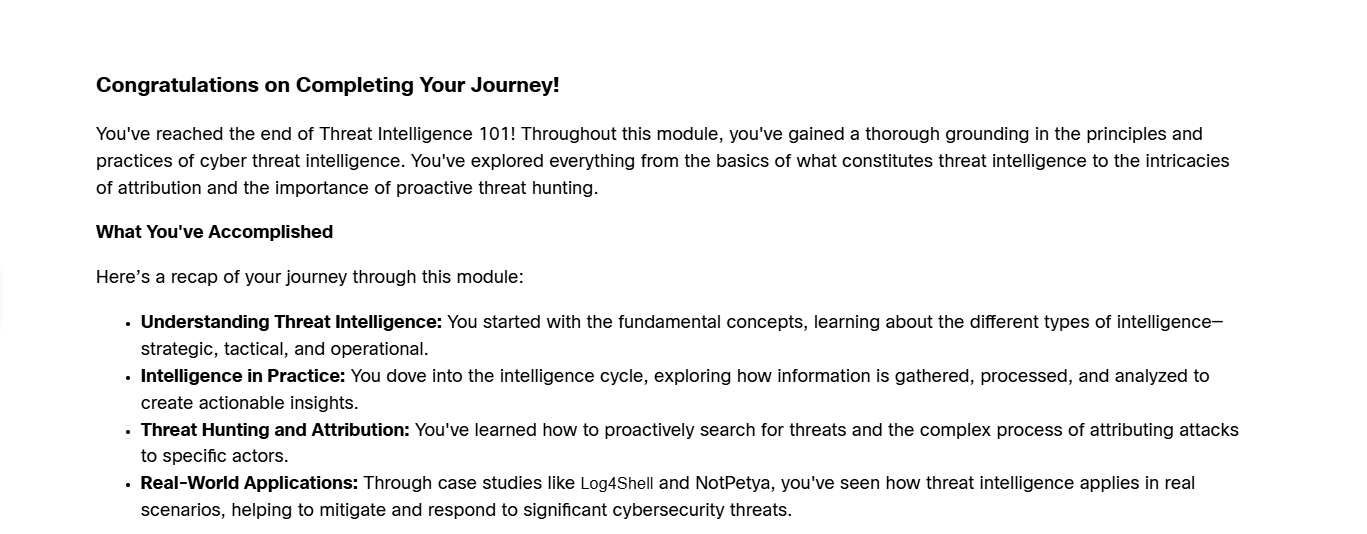 Congratulations on Completing Your Journey!
You've reached the end of Threat Intelligence 101! Throughout this module, you've gained a thorough grounding in the principles and
practices of cyber threat intelligence. You've explored everything from the basics of what constitutes threat intelligence to the intricacies
of attribution and the importance of proactive threat hunting.
What You've Accomplished
Here’s a recap of your journey through this module:
• Understanding Threat Intelligence: You started with the fundamental concepts, learning about the different types of intelligence—
strategic, tactical, and operational.
• Intelligence in Practice: You dove into the intelligence cycle, exploring how information is gathered, processed, and analyzed to
create actionable insights.
• Threat Hunting and Attribution: You've learned how to proactively search for threats and the complex process of attributing attacks
to specific actors.
• Real-World Applications: Through case studies like Log4Shell and NotPetya, you've seen how threat intelligence applies in real
scenarios, helping to mitigate and respond to significant cybersecurity threats.